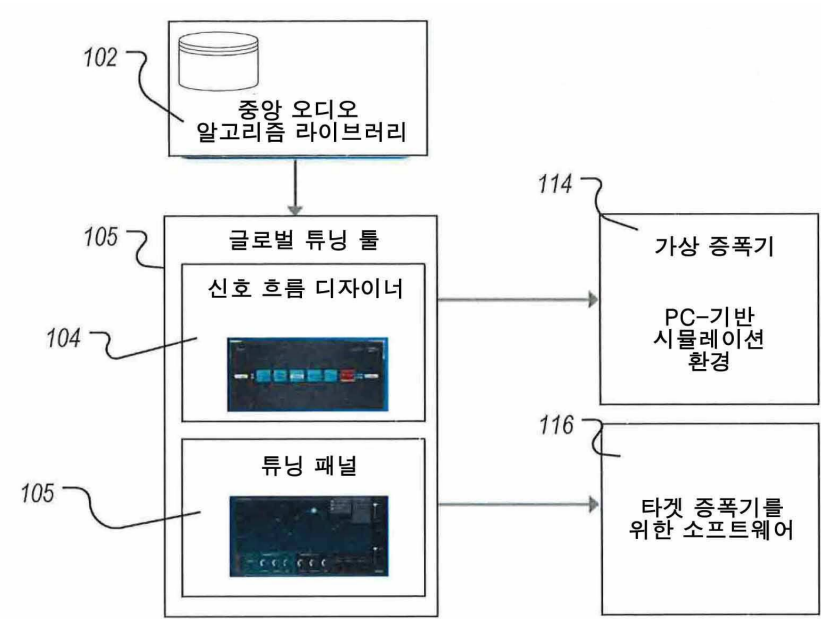 102
중앙 오디오
알고리즘 라이브러리
105
글로벌 튜닝 툴
신호 흐름 디자이너
104
튜닝 패널
105
114
가상 증폭기
PC-기반
시뮬레이션
환경
116
타겟 증폭기를
위한 소프트웨어